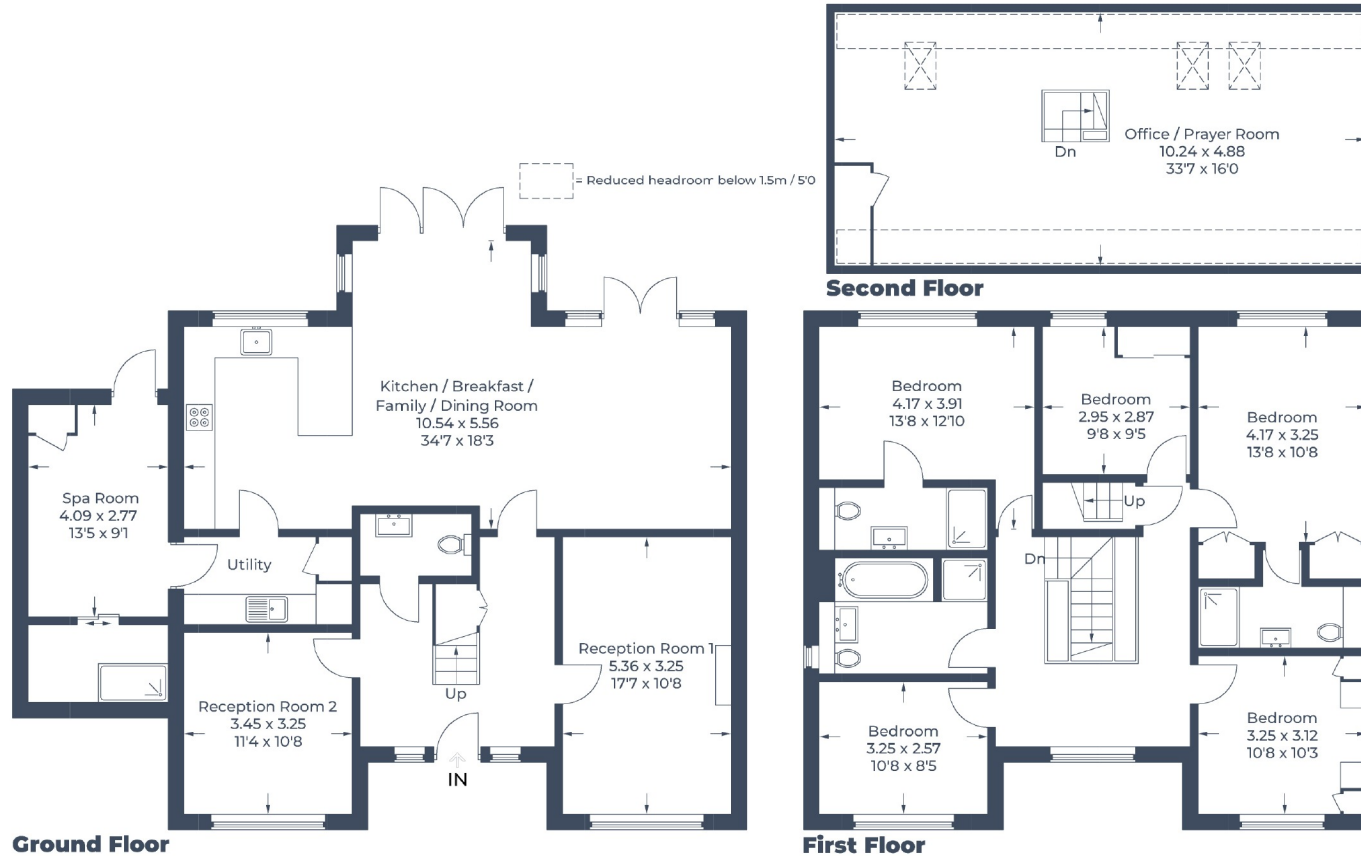 Office / Prayer Room
10.24 x 4.88
33'7 x 16'0
Dn
Second Floor
= Reduced headroom below 1.5m / 5'0
Kitchen / Breakfast /
Family / Dining Room
10.54 x 5.56
34'7 x 18'3
Spa Room
4.09 x 2.77
13'5 x 9'1
Utility
Reception Room 1
5.36 x 3.25
17'7 x 10'8
Up
Reception Room 2
3.45 x 3.25
11'4 x 10'8
IN
Ground Floor
Bedroom
4.17 x 3.91
13'8 x 12'10
Bedroom
2.95 x 2.87
9'8 x 9'5
Bedroom
4.17 x 3.25
13'8 x 10'8
Up
Dn
Bedroom
3.25 x 2.57
10'8 x 8'5
Bedroom
3.25 x 3.12
10'8 x 10'3
First Floor